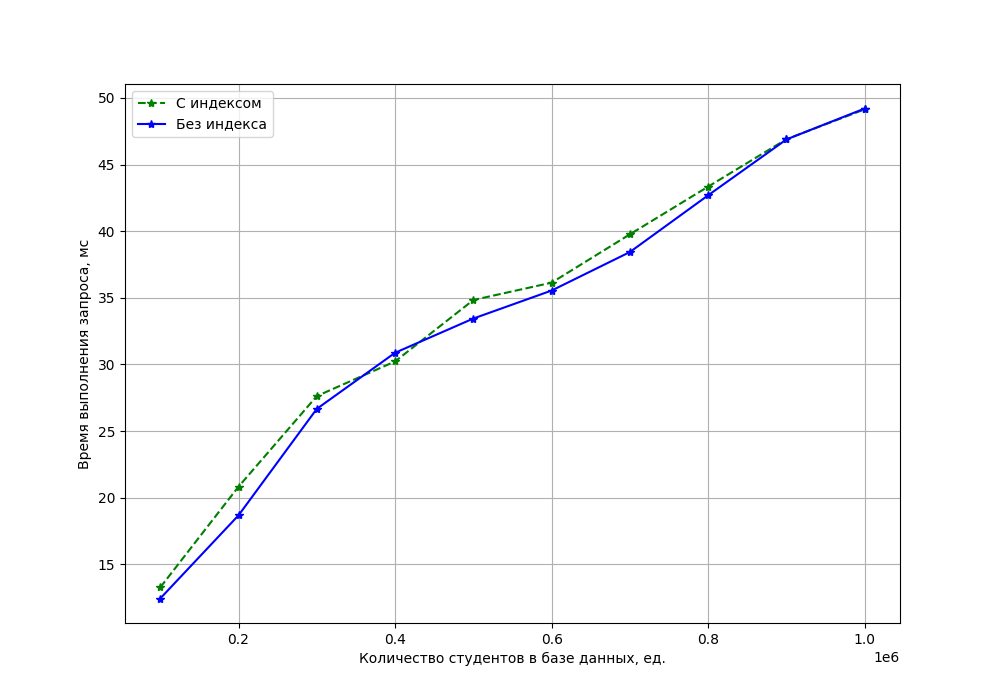 С индексом
Без индекса
Время выполнения запроса, мс
50
45
40
35
30
25
20
15
0.2 0.4 0.6 0.8 1.0
1e6
Количество студентов в базе данных, ед.